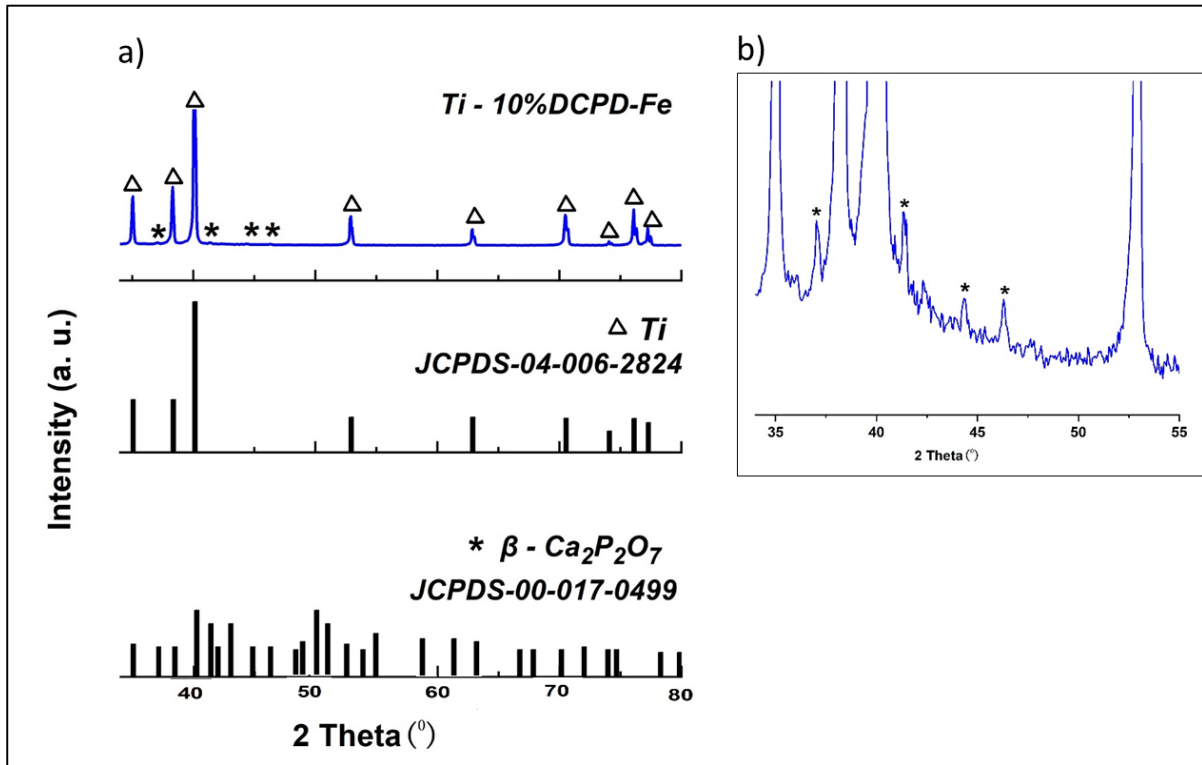 a)
Ti - 10%DCPD-Fe
△ △ △ △ △ △ △ △ △
* * * *
△ Ti
JCPDS-04-006-2824
* β - Ca₂P₂O₇
JCPDS-00-017-0499
Intensity (a. u.)
40 50 60 70 80
2 Theta (⁰)
b)
* * * *
35 40 45 50 55
2 Theta (⁰)